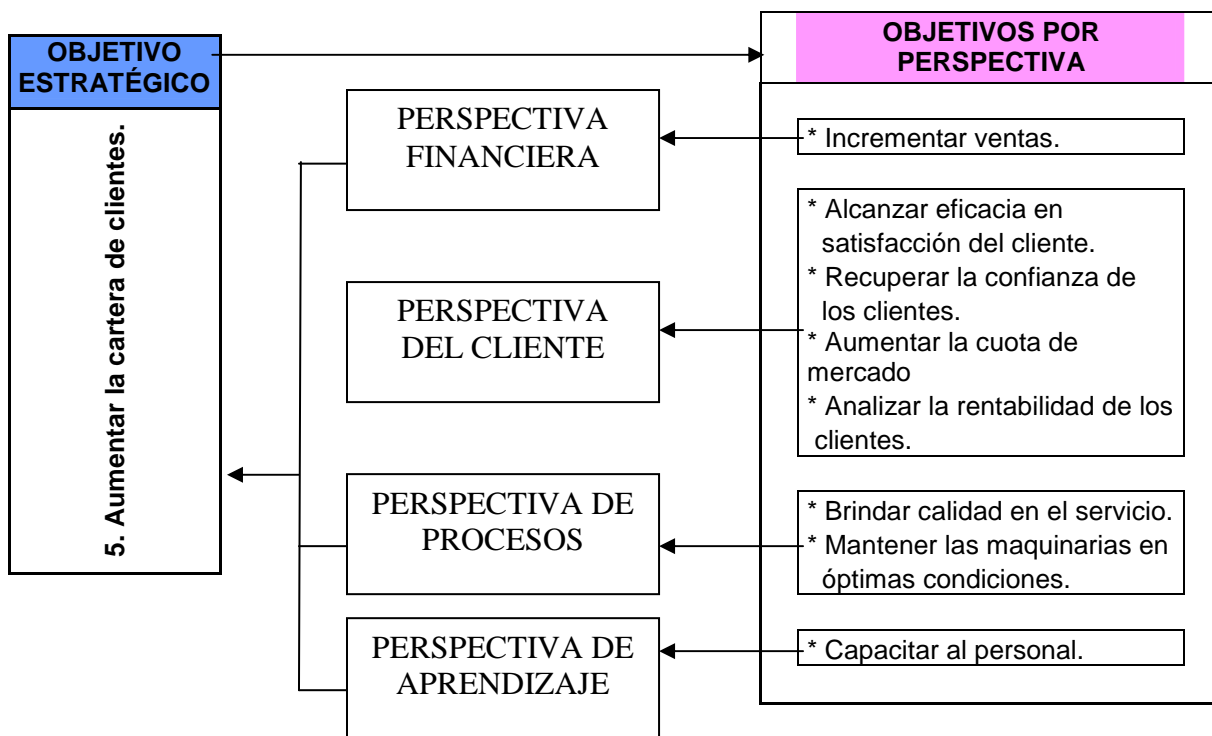 OBJETIVO
ESTRATÉGICO
5. Aumentar la cartera de clientes.
PERSPECTIVA
FINANCIERA
PERSPECTIVA
DEL CLIENTE
PERSPECTIVA DE
PROCESOS
PERSPECTIVA DE
APRENDIZAJE
OBJETIVOS POR
PERSPECTIVA
* Incrementar ventas.
* Alcanzar eficacia en
satisfacción del cliente.
* Recuperar la confianza de
los clientes.
* Aumentar la cuota de
mercado
* Analizar la rentabilidad de los
clientes.
* Brindar calidad en el servicio.
* Mantener las maquinarias en
óptimas condiciones.
* Capacitar al personal.